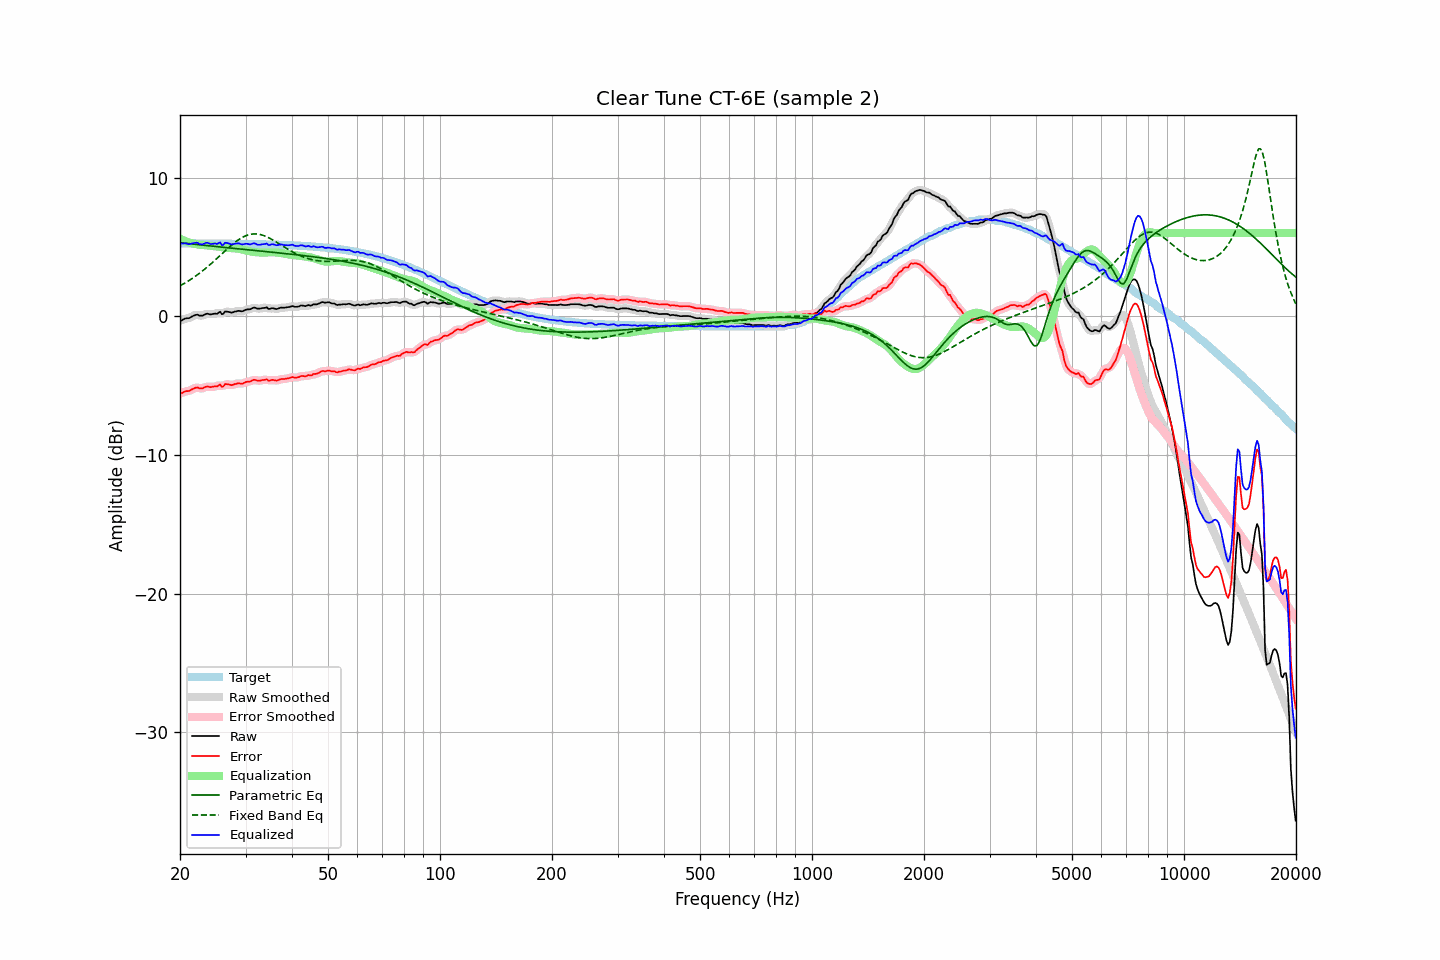 Clear Tune CT-6E (sample 2)
10
0
−10
−20
−30
Amplitude (dBr)
20
50
100
200
500
1000
2000
5000
10000
20000
Frequency (Hz)
Target
Raw Smoothed
Error Smoothed
Raw
Error
Equalization
Parametric Eq
Fixed Band Eq
Equalized